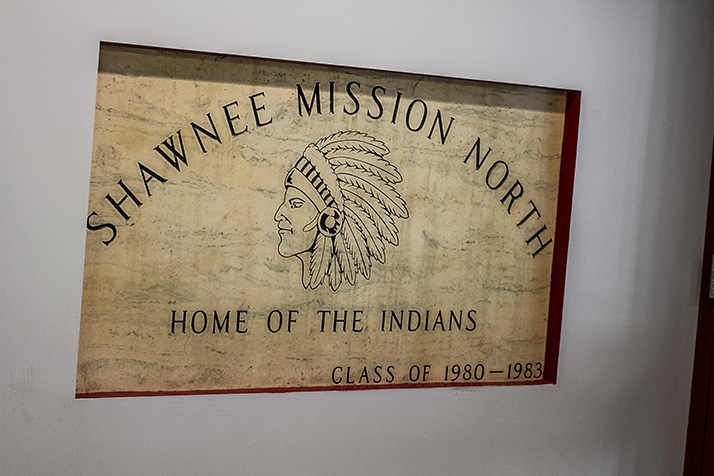 SHAWNEE MISSION NORTH
HOME OF THE INDIANS
CLASS OF 1980–1983